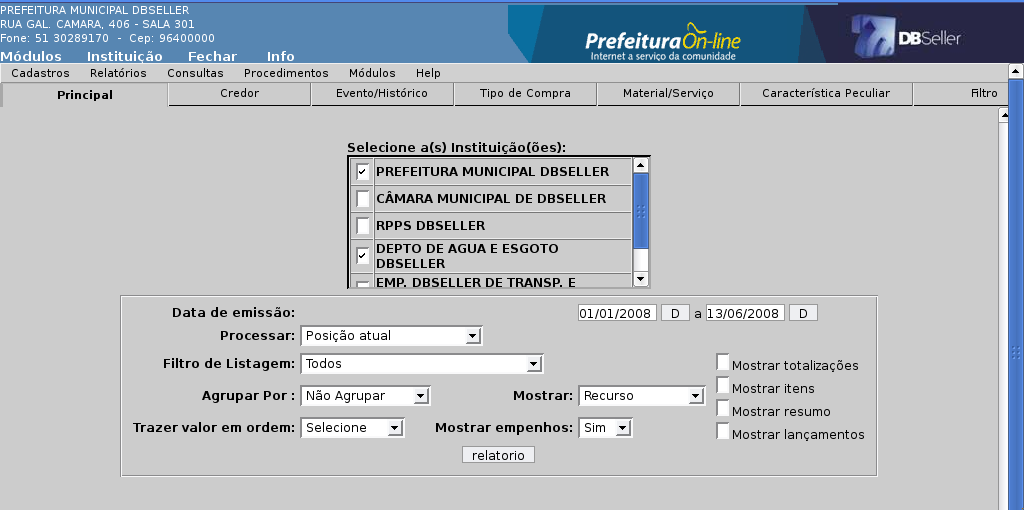 PREFEITURA MUNICIPAL DBSELLER
RUA GAL. CAMARA, 406 - SALA 301
Fone: 51 30289170 - Cep: 96400000
Módulos Instituição Fechar Info
PrefeituraOn-line
Internet a serviço da comunidade
DBSeller
Cadastros Relatórios Consultas Procedimentos Módulos Help
Principal Credor Evento/Histórico Tipo de Compra Material/Serviço Característica Peculiar Filtro
Selecione a(s) Instituição(ões):
PREFEITURA MUNICIPAL DBSELLER
CÂMARA MUNICIPAL DE DBSELLER
RPPS DBSELLER
DEPTO DE AGUA E ESGOTO
DBSELLER
EMP. DBSELLER DE TRANSP. E
Data de emissão: 01/01/2008 D a 13/06/2008 D
Processar: Posição atual
Filtro de Listagem: Todos
Mostrar totalizações
Mostrar itens
Agrupar Por : Não Agrupar Mostrar: Recurso
Mostrar resumo
Trazer valor em ordem: Selecione Mostrar empenhos: Sim
Mostrar lançamentos
relatorio